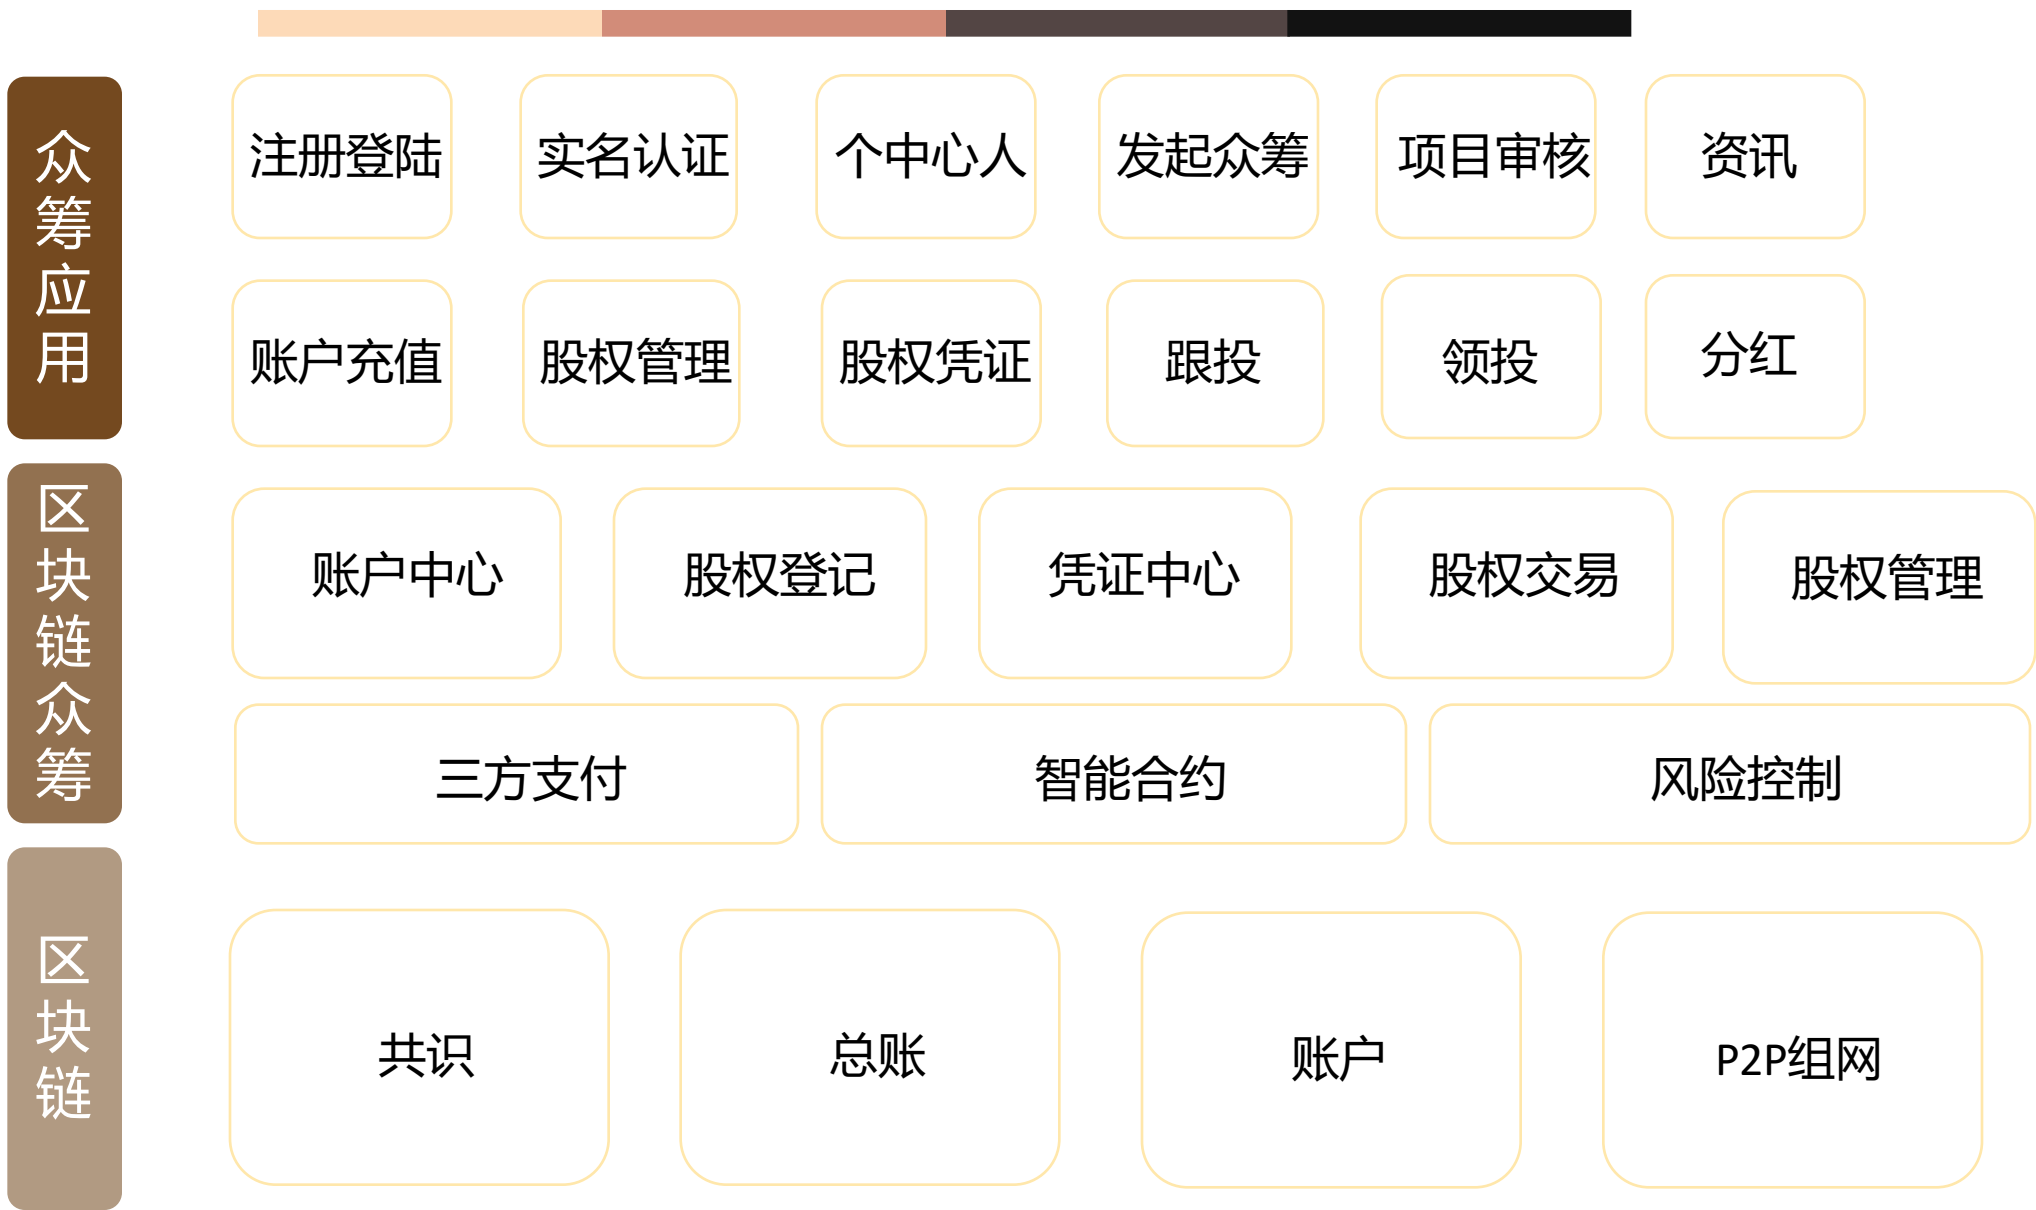 众筹应用
注册登陆
实名认证
个中心人
发起众筹
项目审核
资讯
账户充值
股权管理
股权凭证
跟投
领投
分红
区块链众筹
账户中心
股权登记
凭证中心
股权交易
股权管理
三方支付
智能合约
风险控制
区块链
共识
总账
账户
P2P组网